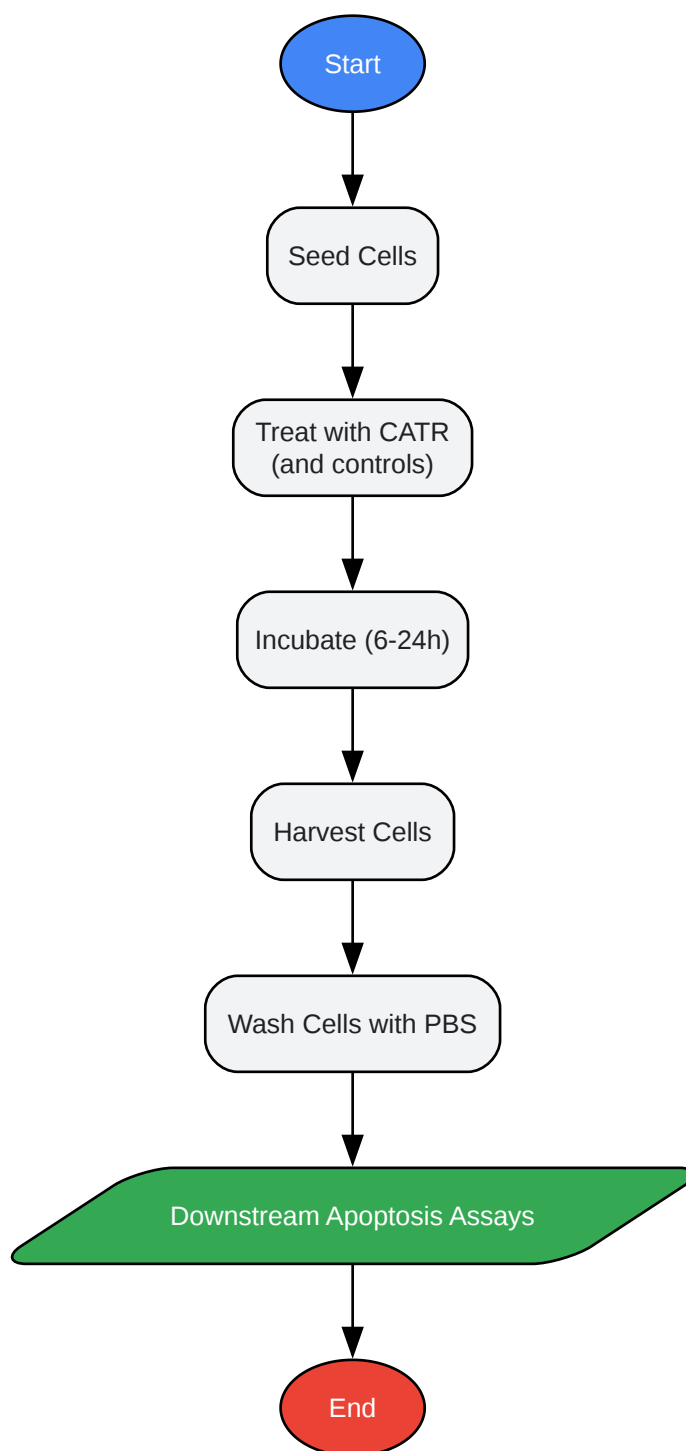 Start
Seed Cells
Treat with CATR
(and controls)
Incubate (6-24h)
Harvest Cells
Wash Cells with PBS
Downstream Apoptosis Assays
End